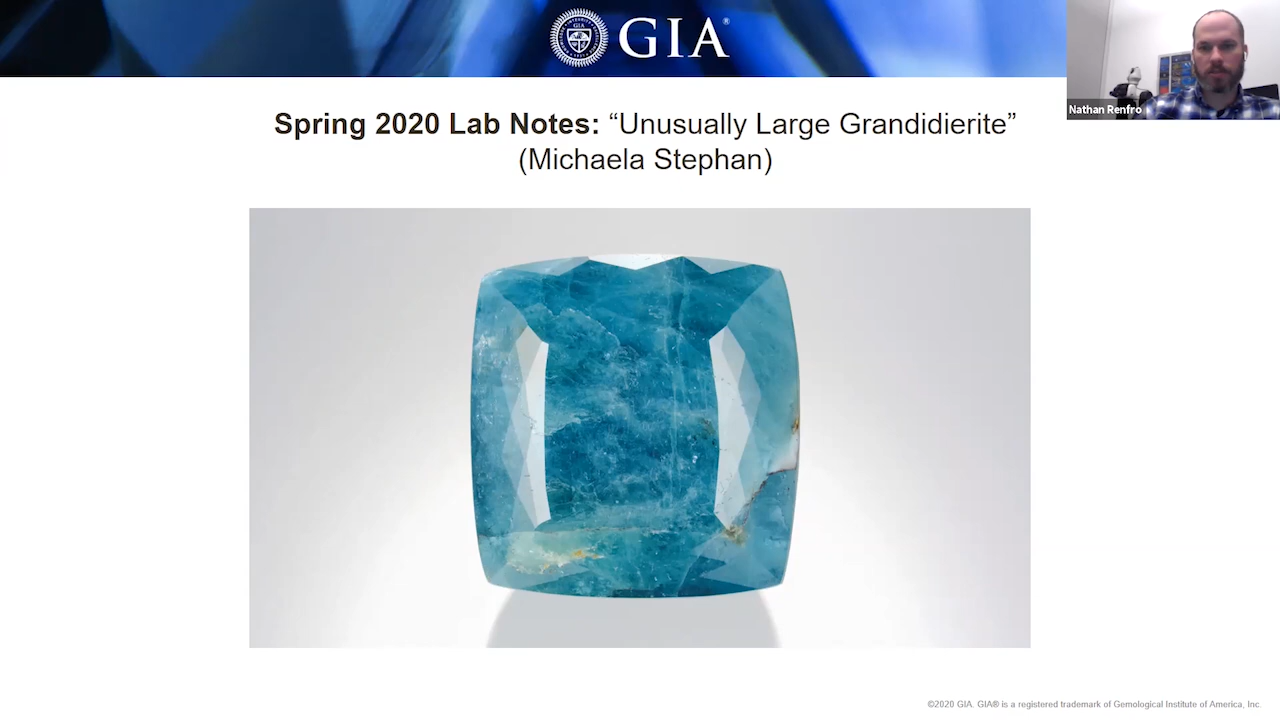 GIA®
Nathan Renfro
Spring 2020 Lab Notes: “Unusually Large Grandidierite”
(Michaela Stephan)
©2020 GIA. GIA® is a registered trademark of Gemological Institute of America, Inc.